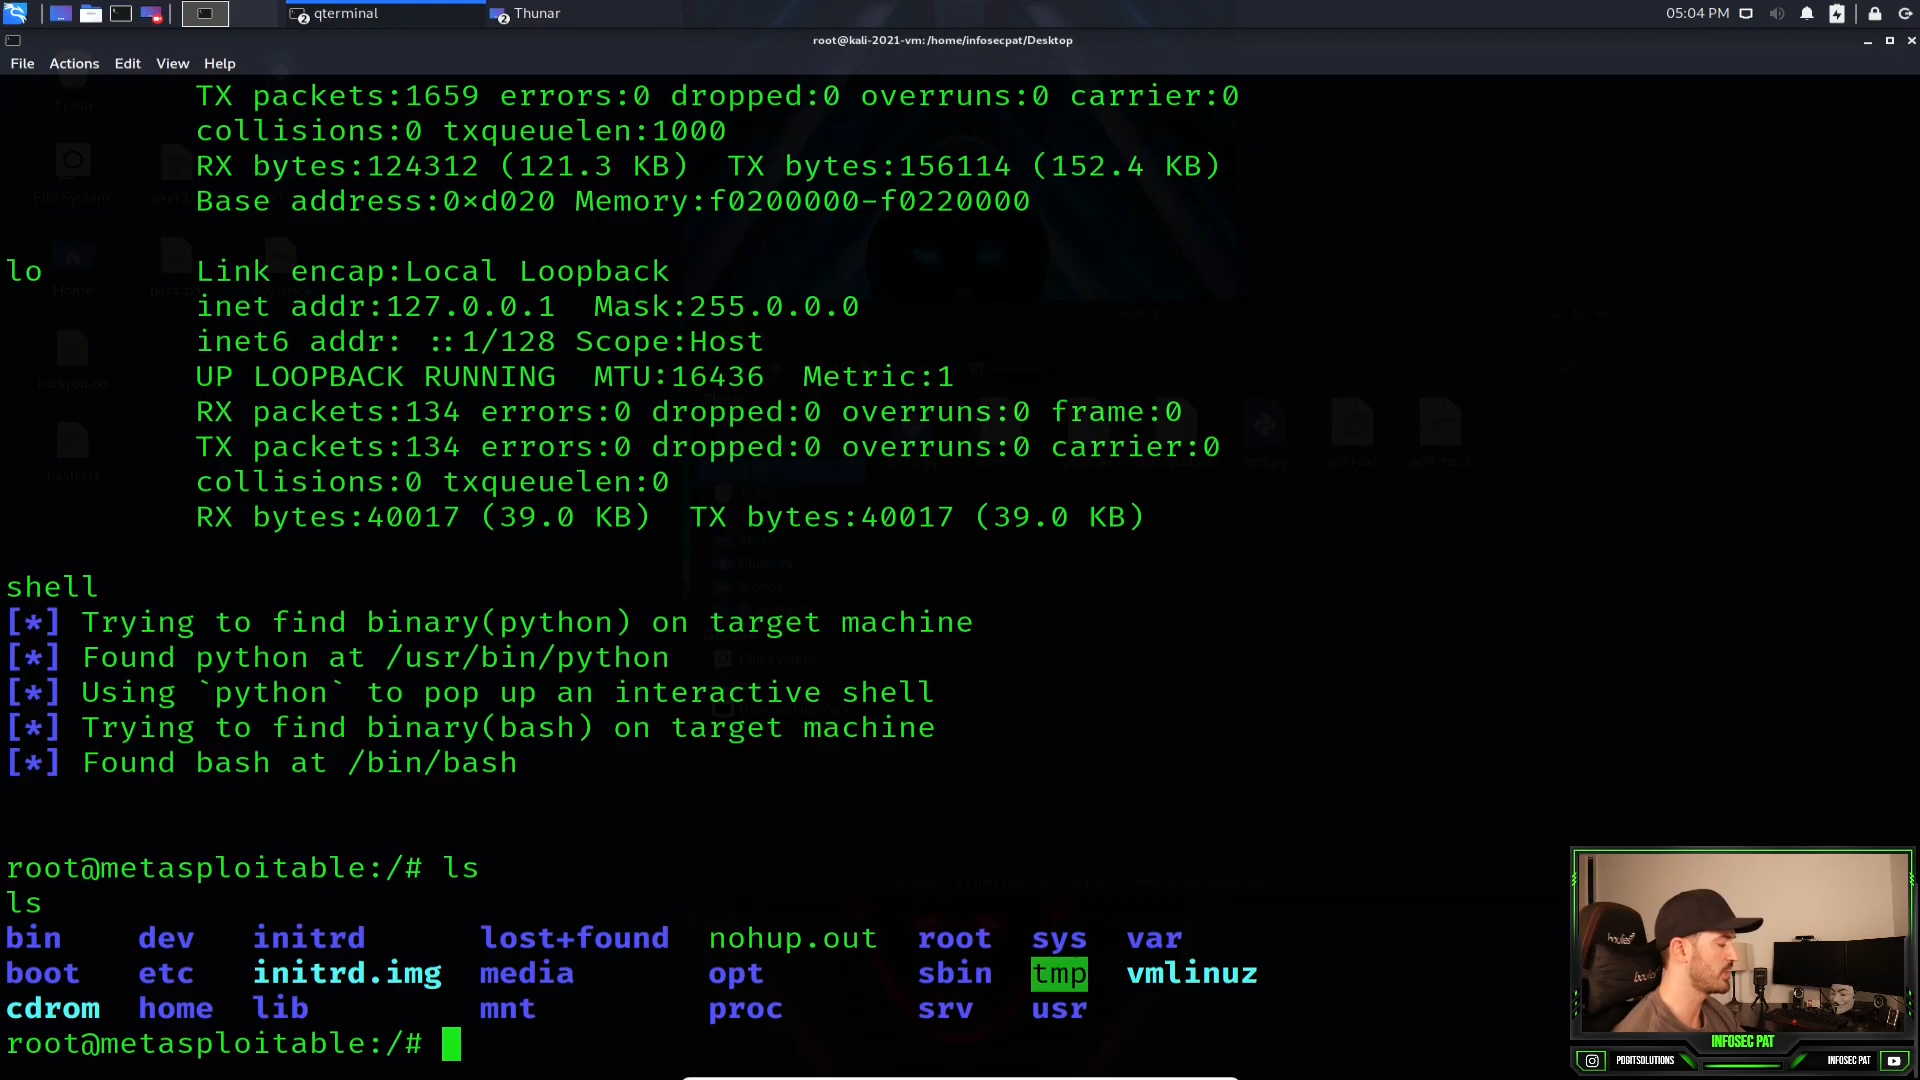 qterminal
Thunar
05:04 PM
root@kali-2021-vm:/home/infosecpat/Desktop
File Actions Edit View Help
TX packets:1659 errors:0 dropped:0 overruns:0 carrier:0
collisions:0 txqueuelen:1000
RX bytes:124312 (121.3 KB)  TX bytes:156114 (152.4 KB)
Base address:0×d020 Memory:f0200000-f0220000
lo Link encap:Local Loopback
inet addr:127.0.0.1  Mask:255.0.0.0
inet6 addr: ::1/128 Scope:Host
UP LOOPBACK RUNNING  MTU:16436  Metric:1
RX packets:134 errors:0 dropped:0 overruns:0 frame:0
TX packets:134 errors:0 dropped:0 overruns:0 carrier:0
collisions:0 txqueuelen:0
RX bytes:40017 (39.0 KB)  TX bytes:40017 (39.0 KB)
shell
[*] Trying to find binary(python) on target machine
[*] Found python at /usr/bin/python
[*] Using `python` to pop up an interactive shell
[*] Trying to find binary(bash) on target machine
[*] Found bash at /bin/bash
root@metasploitable:/# ls
ls
bin dev initrd lost+found nohup.out root sys var
boot etc initrd.img media opt sbin tmp vmlinuz
cdrom home lib mnt proc srv usr
root@metasploitable:/#
INFOSEC PAT
PDDITSOLUTIONS
INFOSEC PAT
Trash
File System
Home
rockyou.txt
hash.txt